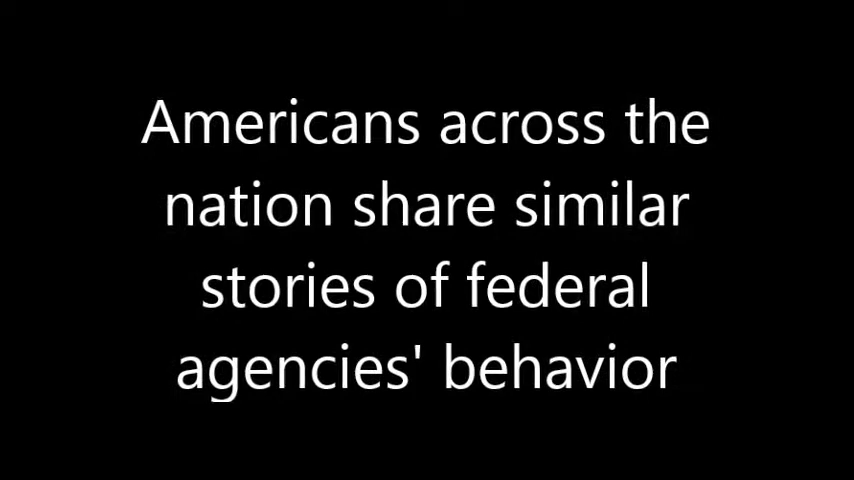 Americans across the
nation share similar
stories of federal
agencies' behavior